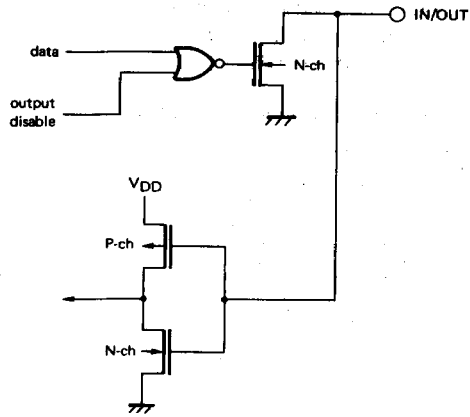 IN/OUT
data
N-ch
output
disable
VDD
P-ch
N-ch